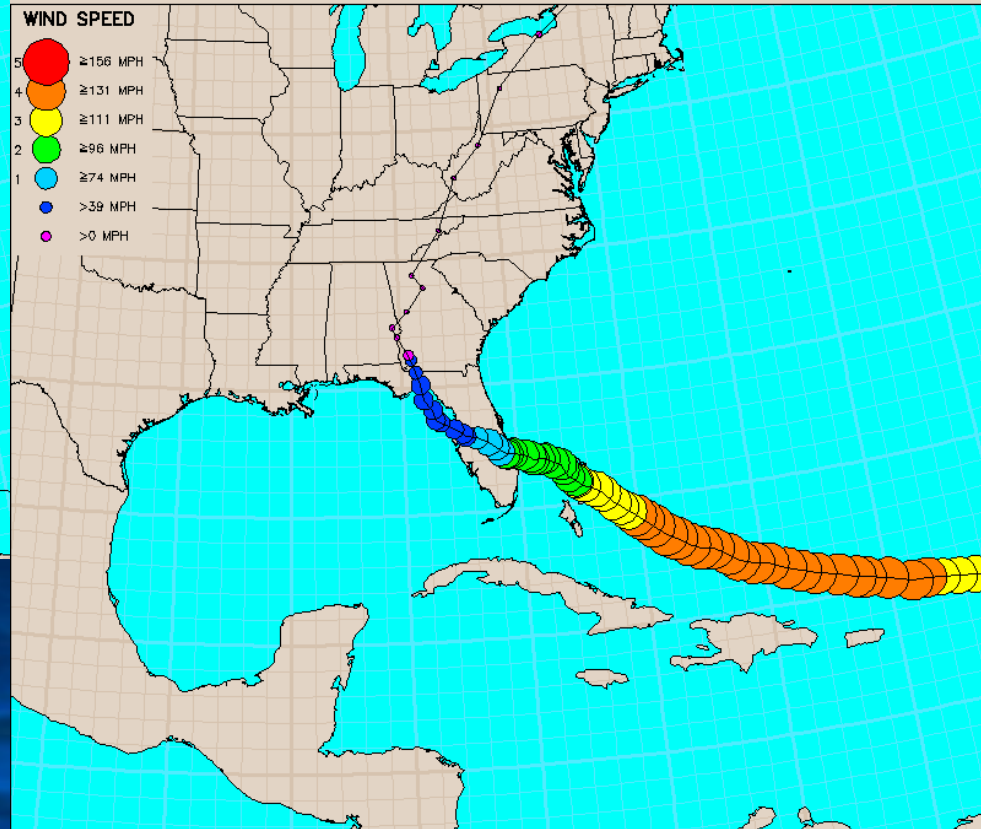 WIND SPEED
5 ≥156 MPH
4 ≥131 MPH
3 ≥111 MPH
2 ≥96 MPH
1 ≥74 MPH
>39 MPH
>0 MPH